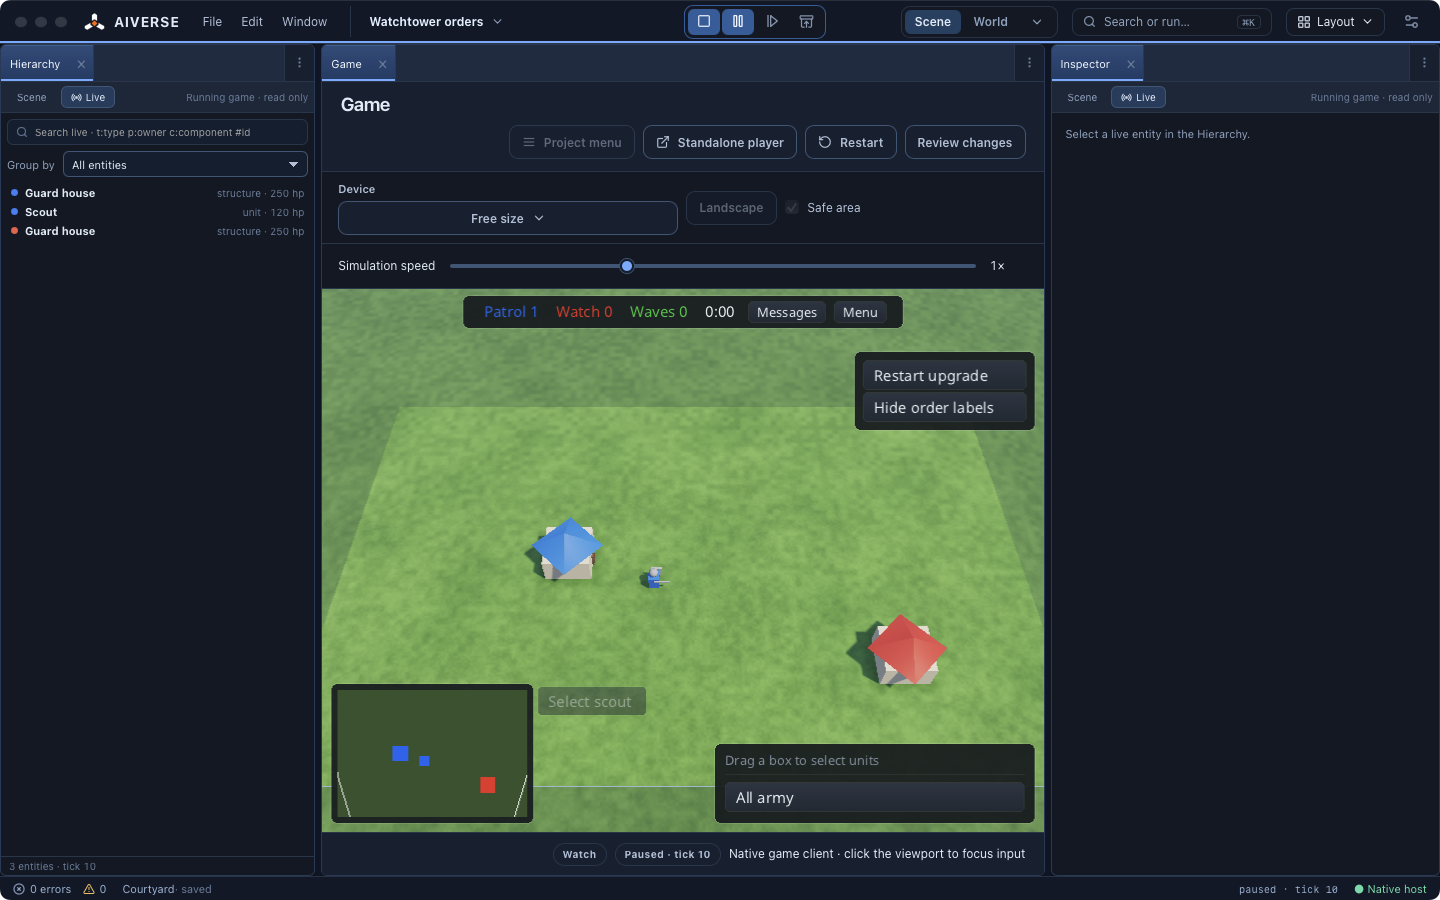 AIVERSE File Edit Window Watchtower orders Scene World Search or run... ⌘K Layout
Hierarchy
Scene Live Running game · read only
Search live · t:type p:owner c:component #id
Group by All entities
Guard house structure · 250 hp
Scout unit · 120 hp
Guard house structure · 250 hp
3 entities · tick 10
Game
Game
Project menu Standalone player Restart Review changes
Device
Free size Landscape Safe area
Simulation speed 1×
Patrol 1 Watch 0 Waves 0 0:00 Messages Menu
Restart upgrade
Hide order labels
Select scout
Drag a box to select units
All army
Watch Paused · tick 10 Native game client · click the viewport to focus input
Inspector
Scene Live Running game · read only
Select a live entity in the Hierarchy.
0 errors 0 Courtyard · saved paused · tick 10 Native host